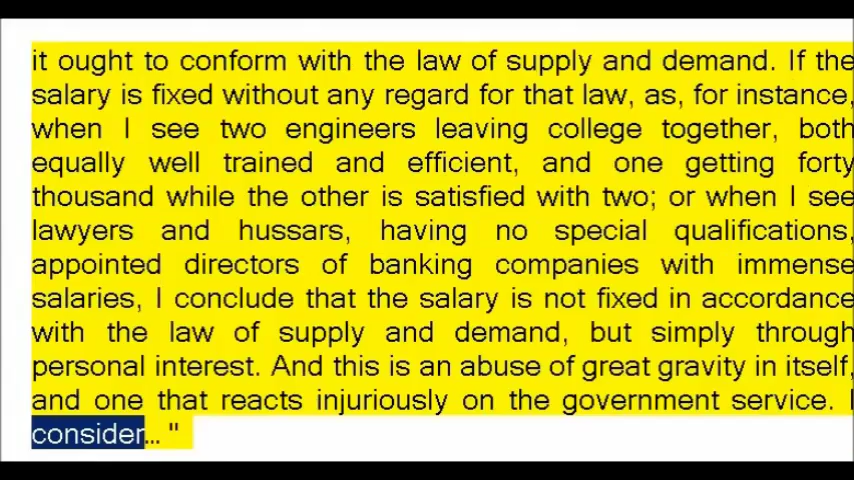 it ought to conform with the law of supply and demand. If the
salary is fixed without any regard for that law, as, for instance,
when I see two engineers leaving college together, both
equally well trained and efficient, and one getting forty
thousand while the other is satisfied with two; or when I see
lawyers and hussars, having no special qualifications,
appointed directors of banking companies with immense
salaries, I conclude that the salary is not fixed in accordance
with the law of supply and demand, but simply through
personal interest. And this is an abuse of great gravity in itself,
and one that reacts injuriously on the government service. I
consider... "